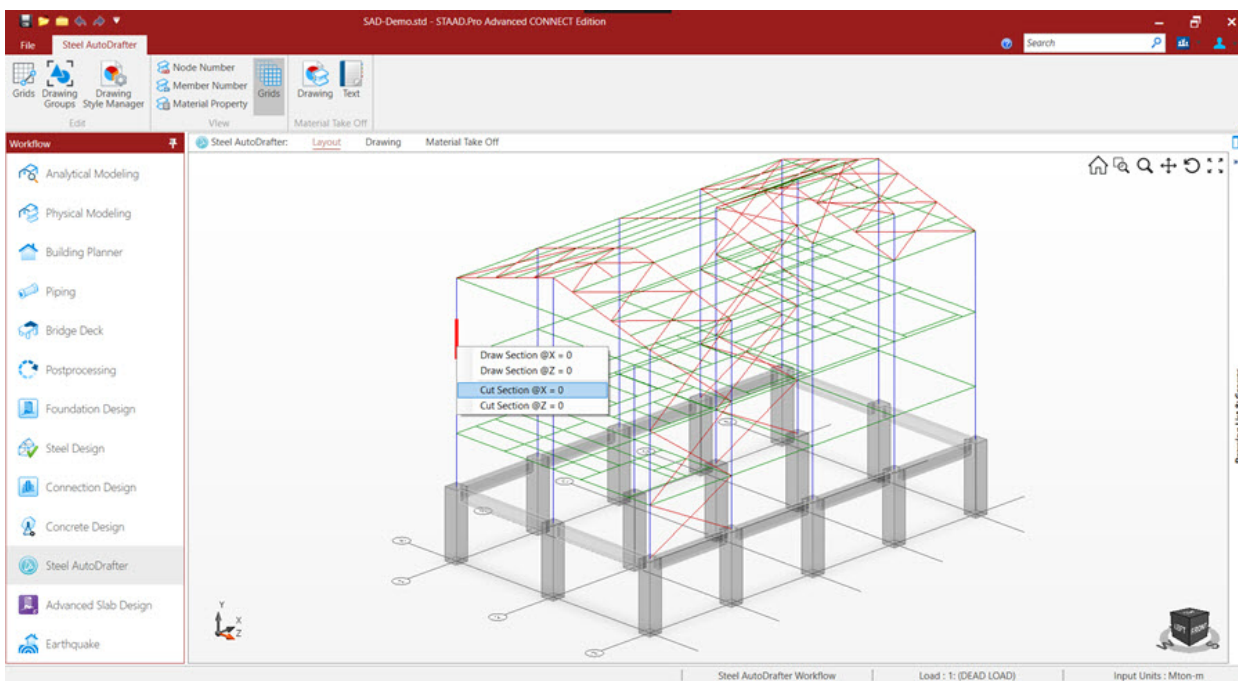 SAD-Demo.std - STAAD.Pro Advanced CONNECT Edition
File Steel AutoDrafter Search
Node Number
Member Number
Material Property
Grids Drawing Groups Drawing Style Manager Grids Drawing Text
Edit View Material Take Off
Workflow
Steel AutoDrafter: Layout Drawing Material Take Off
Analytical Modeling
Physical Modeling
Building Planner
Piping
Bridge Deck
Postprocessing
Foundation Design
Steel Design
Connection Design
Concrete Design
Steel AutoDrafter
Advanced Slab Design
Earthquake
Draw Section @X = 0
Draw Section @Z = 0
Cut Section @X = 0
Cut Section @Z = 0
Y
X
Z
LEFT FRONT
W S
Steel AutoDrafter Workflow Load : 1: (DEAD LOAD) Input Units : Mton-m